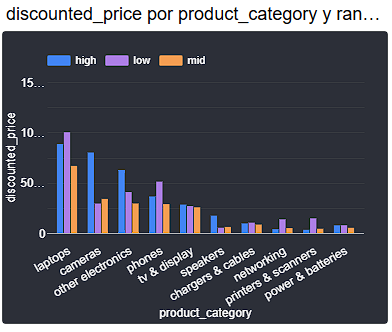 discounted_price por product_category y ran...
high low mid
15...
10...
50...
0
discounted_price
laptops
cameras
other electronics
phones
tv & display
speakers
chargers & cables
networking
printers & scanners
power & batteries
product_category